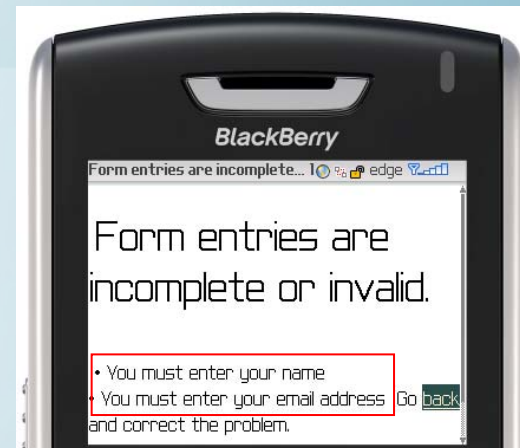 BlackBerry
Form entries are incomplete... 1 edge
Form entries are
incomplete or invalid.
• You must enter your name
• You must enter your email address Go back
and correct the problem.